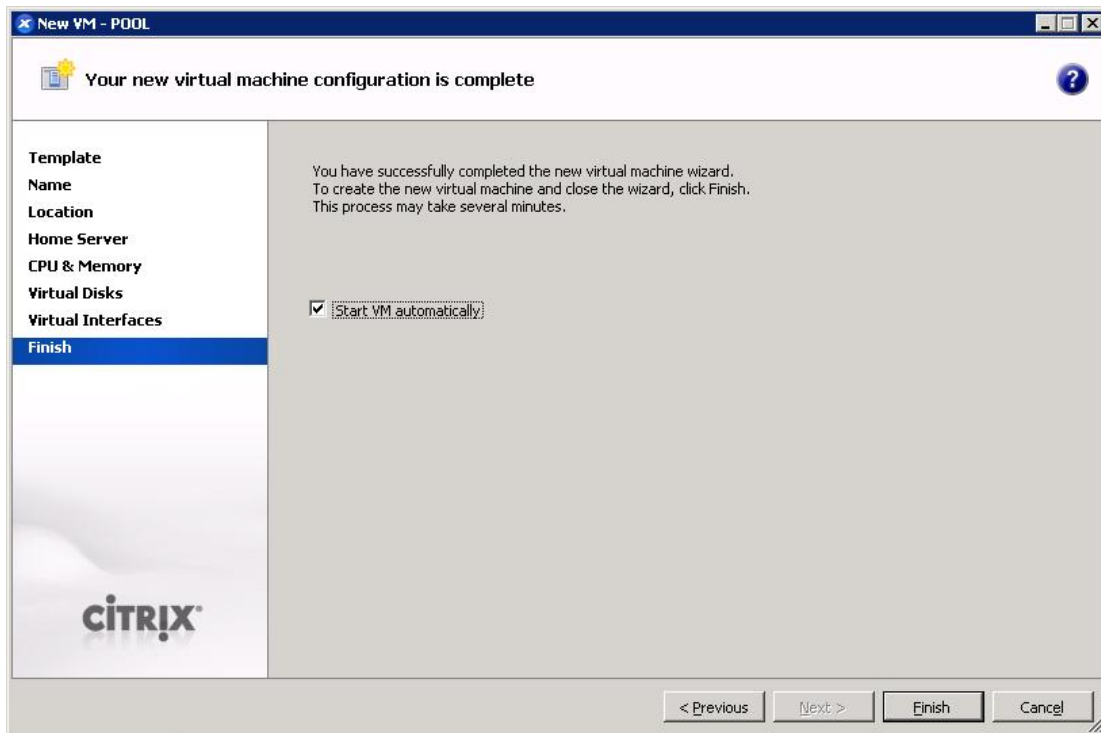 New VM - POOL
Your new virtual machine configuration is complete
?
Template
Name
Location
Home Server
CPU & Memory
Virtual Disks
Virtual Interfaces
Finish
You have successfully completed the new virtual machine wizard.
To create the new virtual machine and close the wizard, click Finish.
This process may take several minutes.
Start VM automatically
CİTRIX®
< Previous
Next >
Finish
Cancel